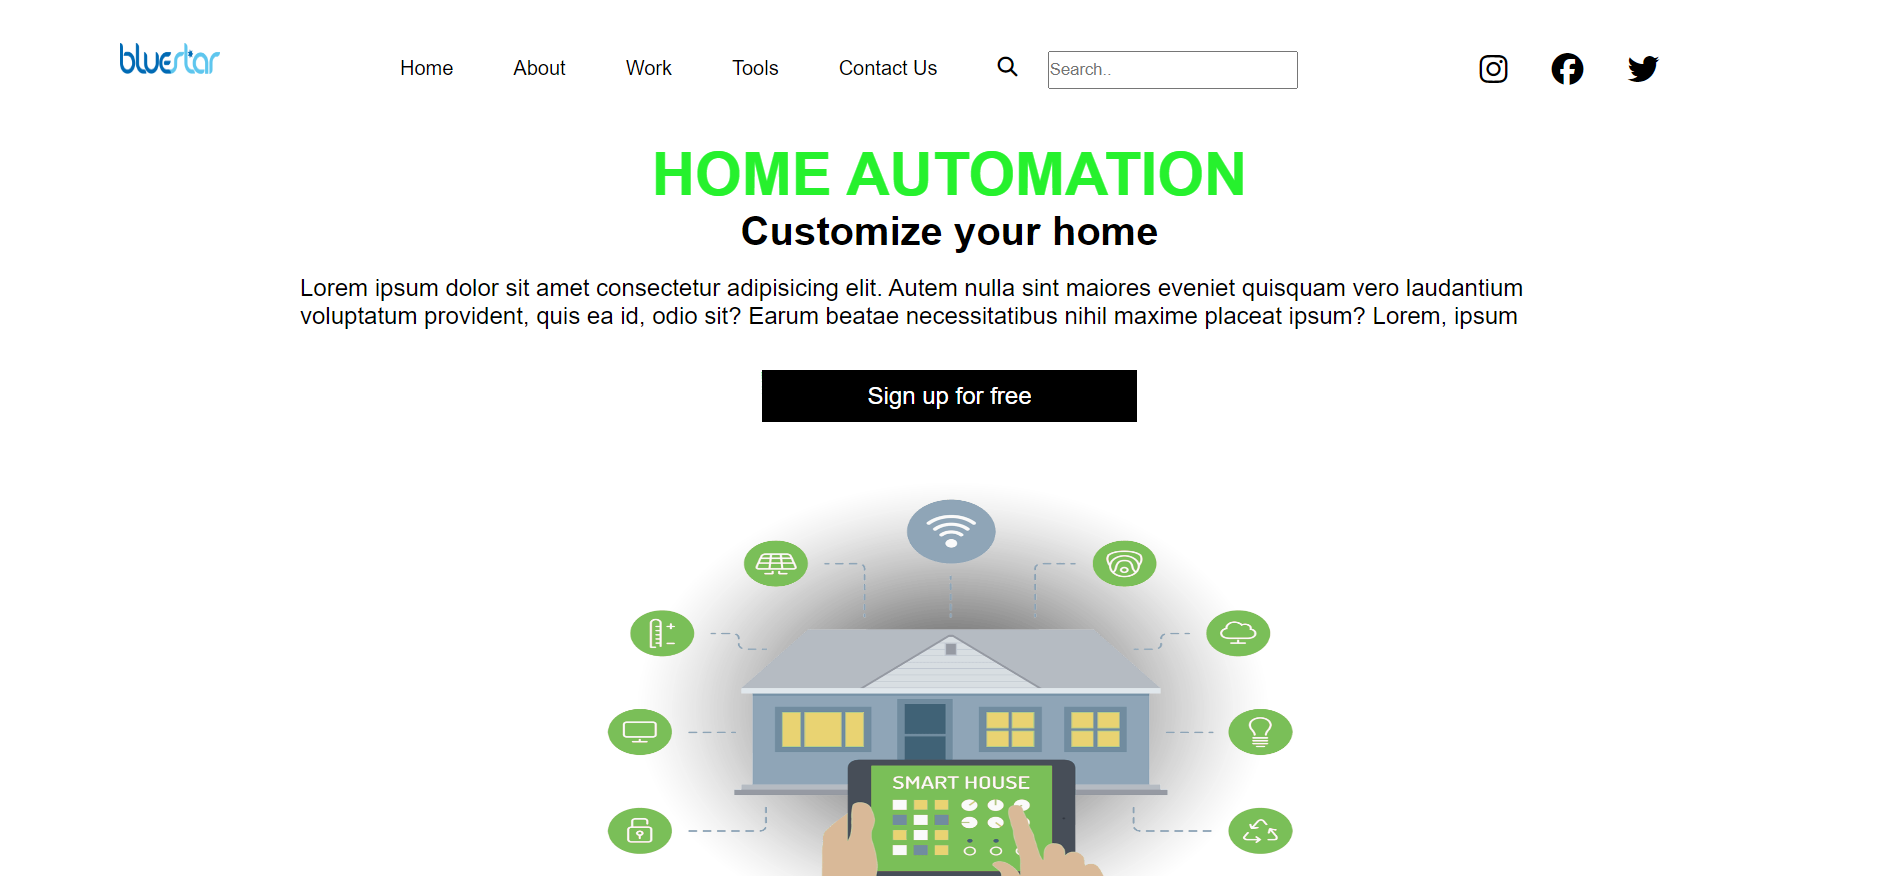 bluestar
Home About Work Tools Contact Us Search..
HOME AUTOMATION
Customize your home
Lorem ipsum dolor sit amet consectetur adipisicing elit. Autem nulla sint maiores eveniet quisquam vero laudantium
voluptatum provident, quis ea id, odio sit? Earum beatae necessitatibus nihil maxime placeat ipsum? Lorem, ipsum
Sign up for free
SMART HOUSE